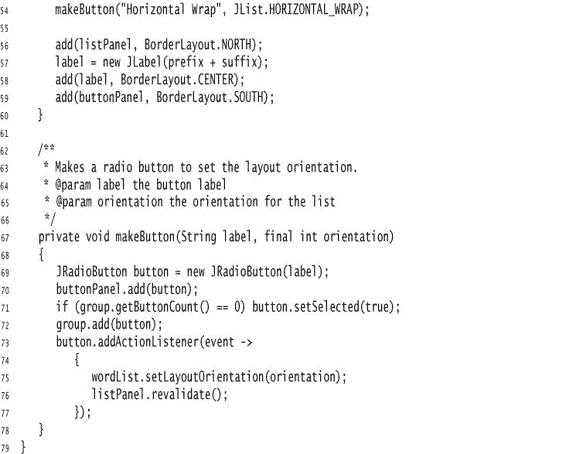 54 makeButton("Horizontal Wrap", JList.HORIZONTAL_WRAP);
55
56 add(listPanel, BorderLayout.NORTH);
57 label = new JLabel(prefix + suffix);
58 add(label, BorderLayout.CENTER);
59 add(buttonPanel, BorderLayout.SOUTH);
60 }
61
62 /**
63 * Makes a radio button to set the layout orientation.
64 * @param label the button label
65 * @param orientation the orientation for the list
66 */
67 private void makeButton(String label, final int orientation)
68 {
69 JRadioButton button = new JRadioButton(label);
70 buttonPanel.add(button);
71 if (group.getButtonCount() == 0) button.setSelected(true);
72 group.add(button);
73 button.addActionListener(event ->
74 {
75 wordList.setLayoutOrientation(orientation);
76 listPanel.revalidate();
77 });
78 }
79 }